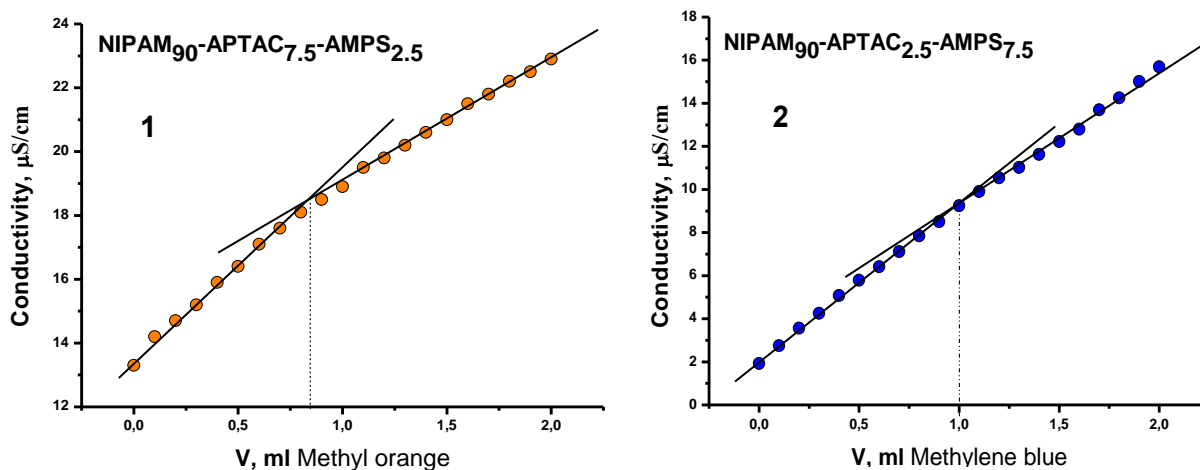 NIPAM90-APTAC7.5-AMPS2.5
1
Conductivity, μS/cm
24
22
20
18
16
14
12
0,0 0,5 1,0 1,5 2,0
V, ml Methyl orange
NIPAM90-APTAC2.5-AMPS7.5
2
Conductivity, μS/cm
18
16
14
12
10
8
6
4
2
0
0,0 0,5 1,0 1,5 2,0
V, ml Methylene blue